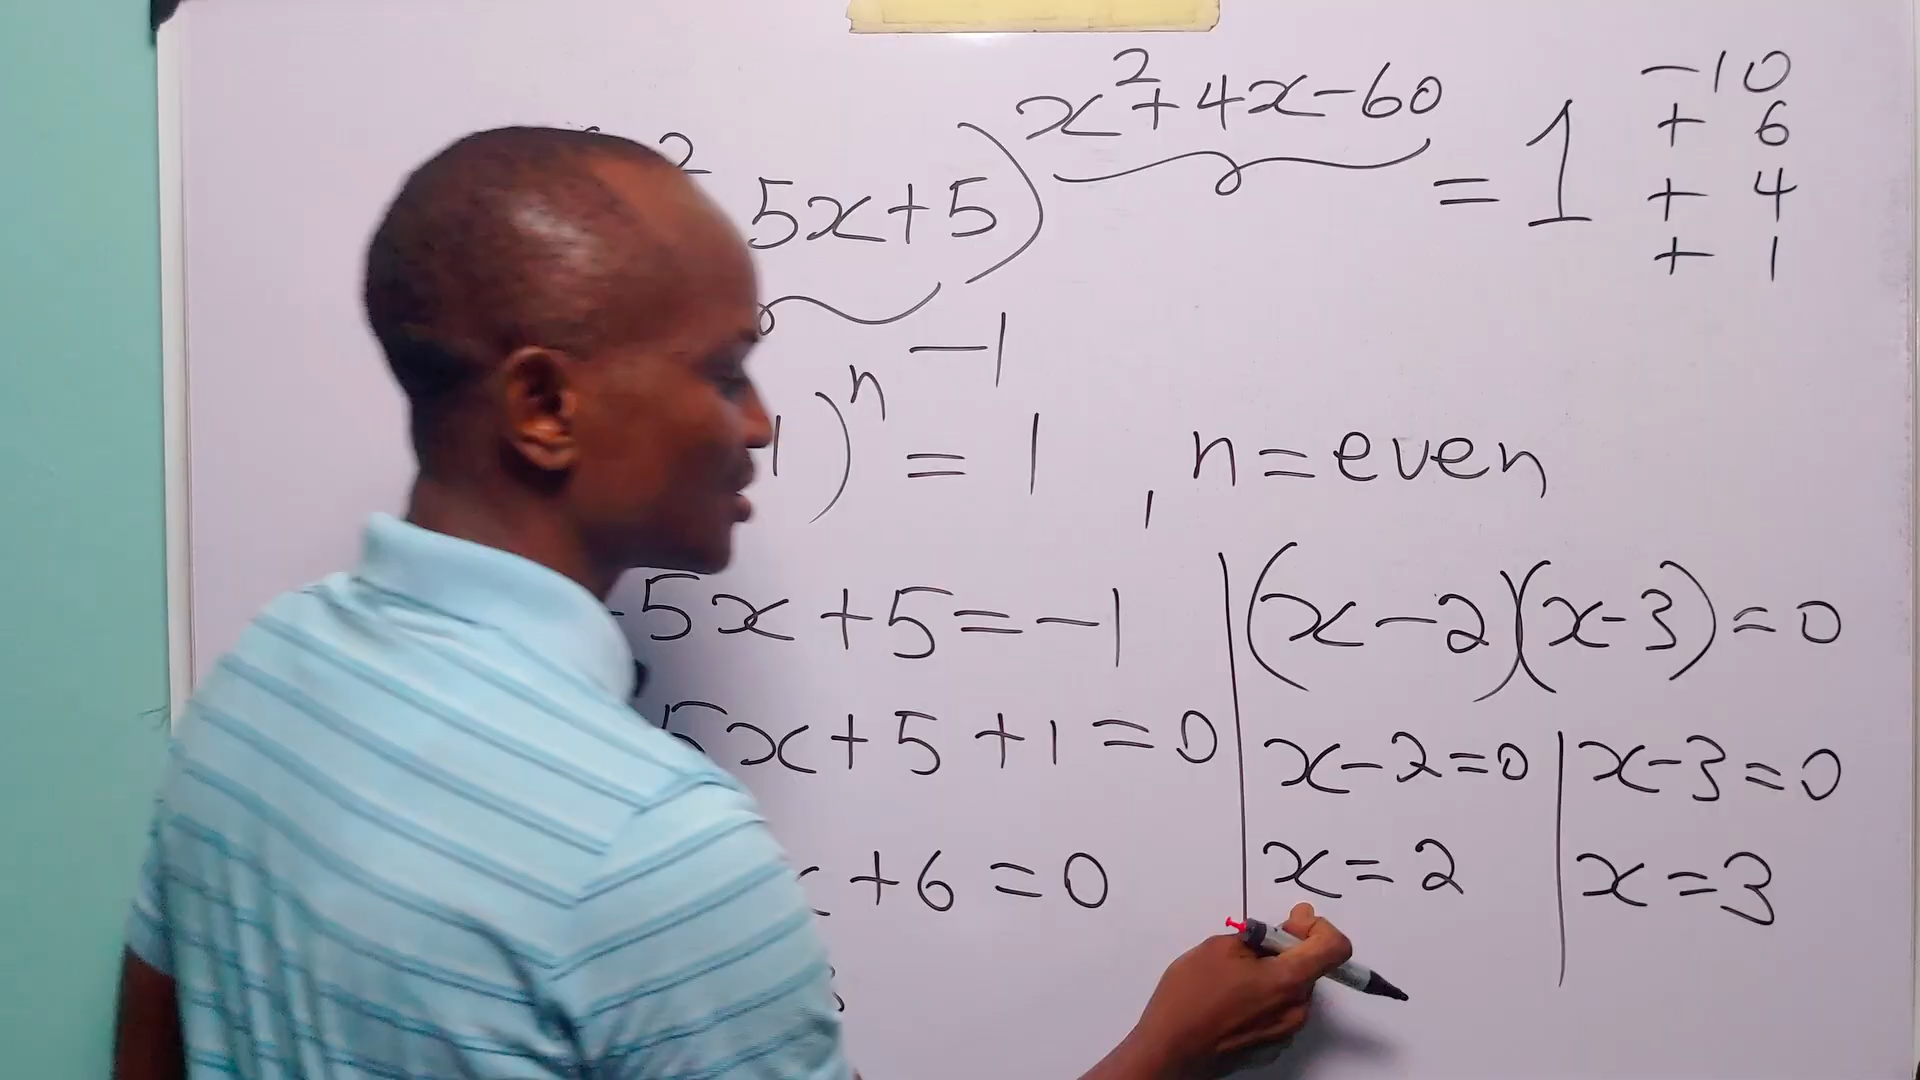 ² 5x+5)^x²+4x-60 = 1
-10
+ 6
+ 4
+ 1
-1
1)^n = 1 , n=even
-5x+5=-1
5x+5+1=0
x+6=0
(x-2)(x-3)=0
x-2=0 | x-3=0
x=2 | x=3